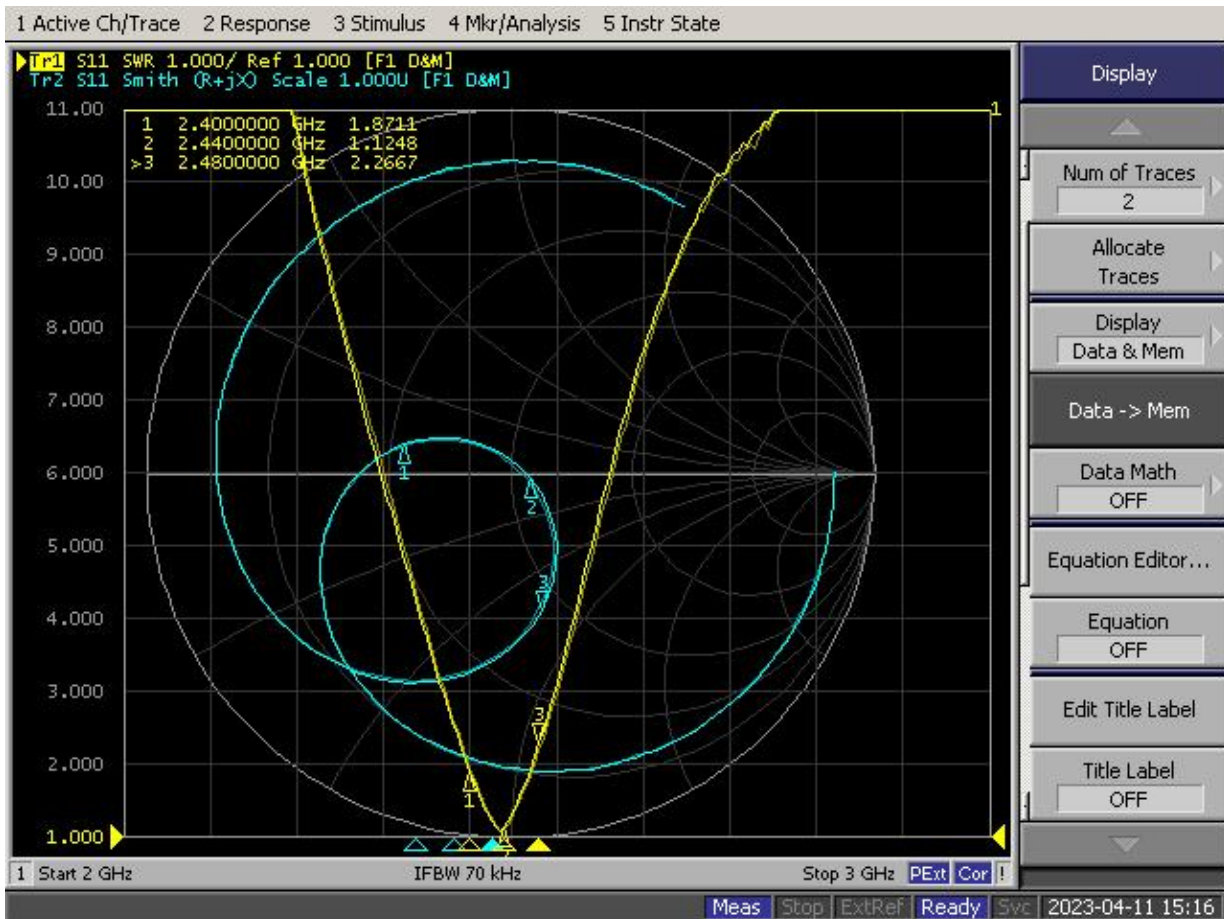 1 Active Ch/Trace 2 Response 3 Stimulus 4 Mkr/Analysis 5 Instr State
Tr1 S11 SWR 1.000/ Ref 1.000 [F1 D&M]
Tr2 S11 Smith (R+jX) Scale 1.000U [F1 D&M]
11.00
1 2.4000000 GHz 1.8711
2 2.4400000 GHz 1.1248
>3 2.4800000 GHz 2.2667
1
10.00
9.000
8.000
7.000
6.000
5.000
4.000
3.000
2.000
1.000
1
2
3
3
1
Display
Num of Traces
2
Allocate
Traces
Display
Data & Mem
Data -> Mem
Data Math
OFF
Equation Editor...
Equation
OFF
Edit Title Label
Title Label
OFF
1 Start 2 GHz IFBW 70 kHz Stop 3 GHz PExt Cor !
Meas Stop ExtRef Ready Svc 2023-04-11 15:16